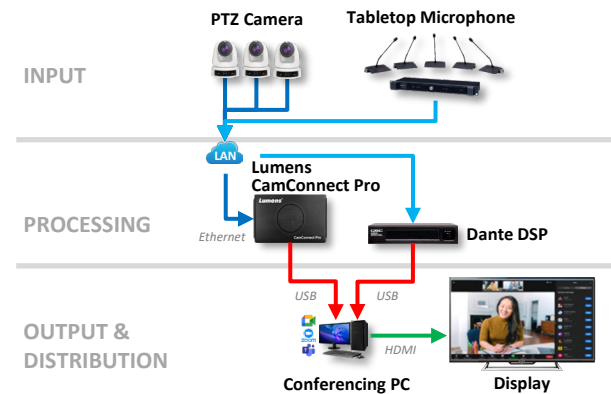 PTZ Camera
Tabletop Microphone
INPUT
LAN
Lumens
CamConnect Pro
Lumens
CamConnect Pro
PROCESSING
Ethernet
Dante DSP
USB
USB
OUTPUT &
DISTRIBUTION
zoom
HDMI
Conferencing PC
Display